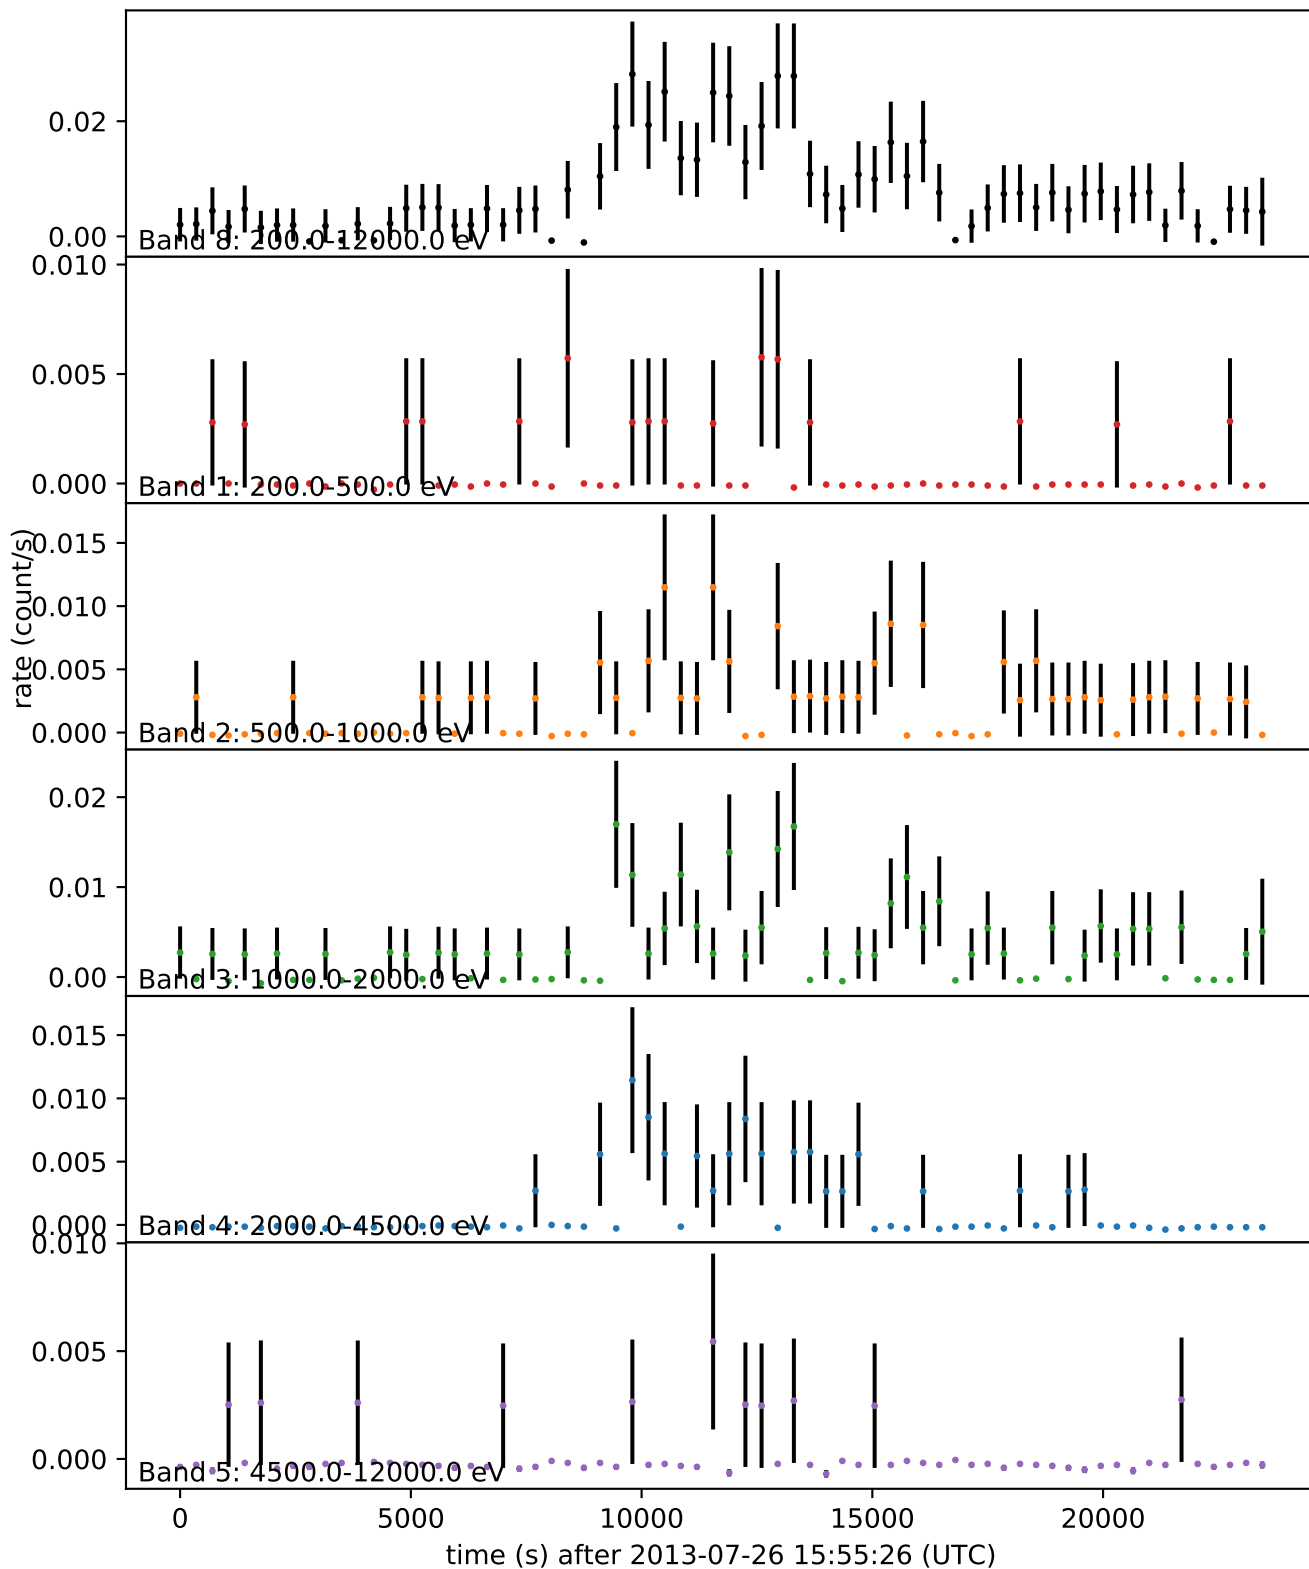 0.02
0.00
Band 8: 200.0-12000.0 eV
0.010
0.005
0.000
Band 1: 200.0-500.0 eV
rate (count/s)
0.015
0.010
0.005
0.000
Band 2: 500.0-1000.0 eV
0.02
0.01
0.00
Band 3: 1000.0-2000.0 eV
0.015
0.010
0.005
0.000
Band 4: 2000.0-4500.0 eV
0.010
0.005
0.000
Band 5: 4500.0-12000.0 eV
0 5000 10000 15000 20000
time (s) after 2013-07-26 15:55:26 (UTC)